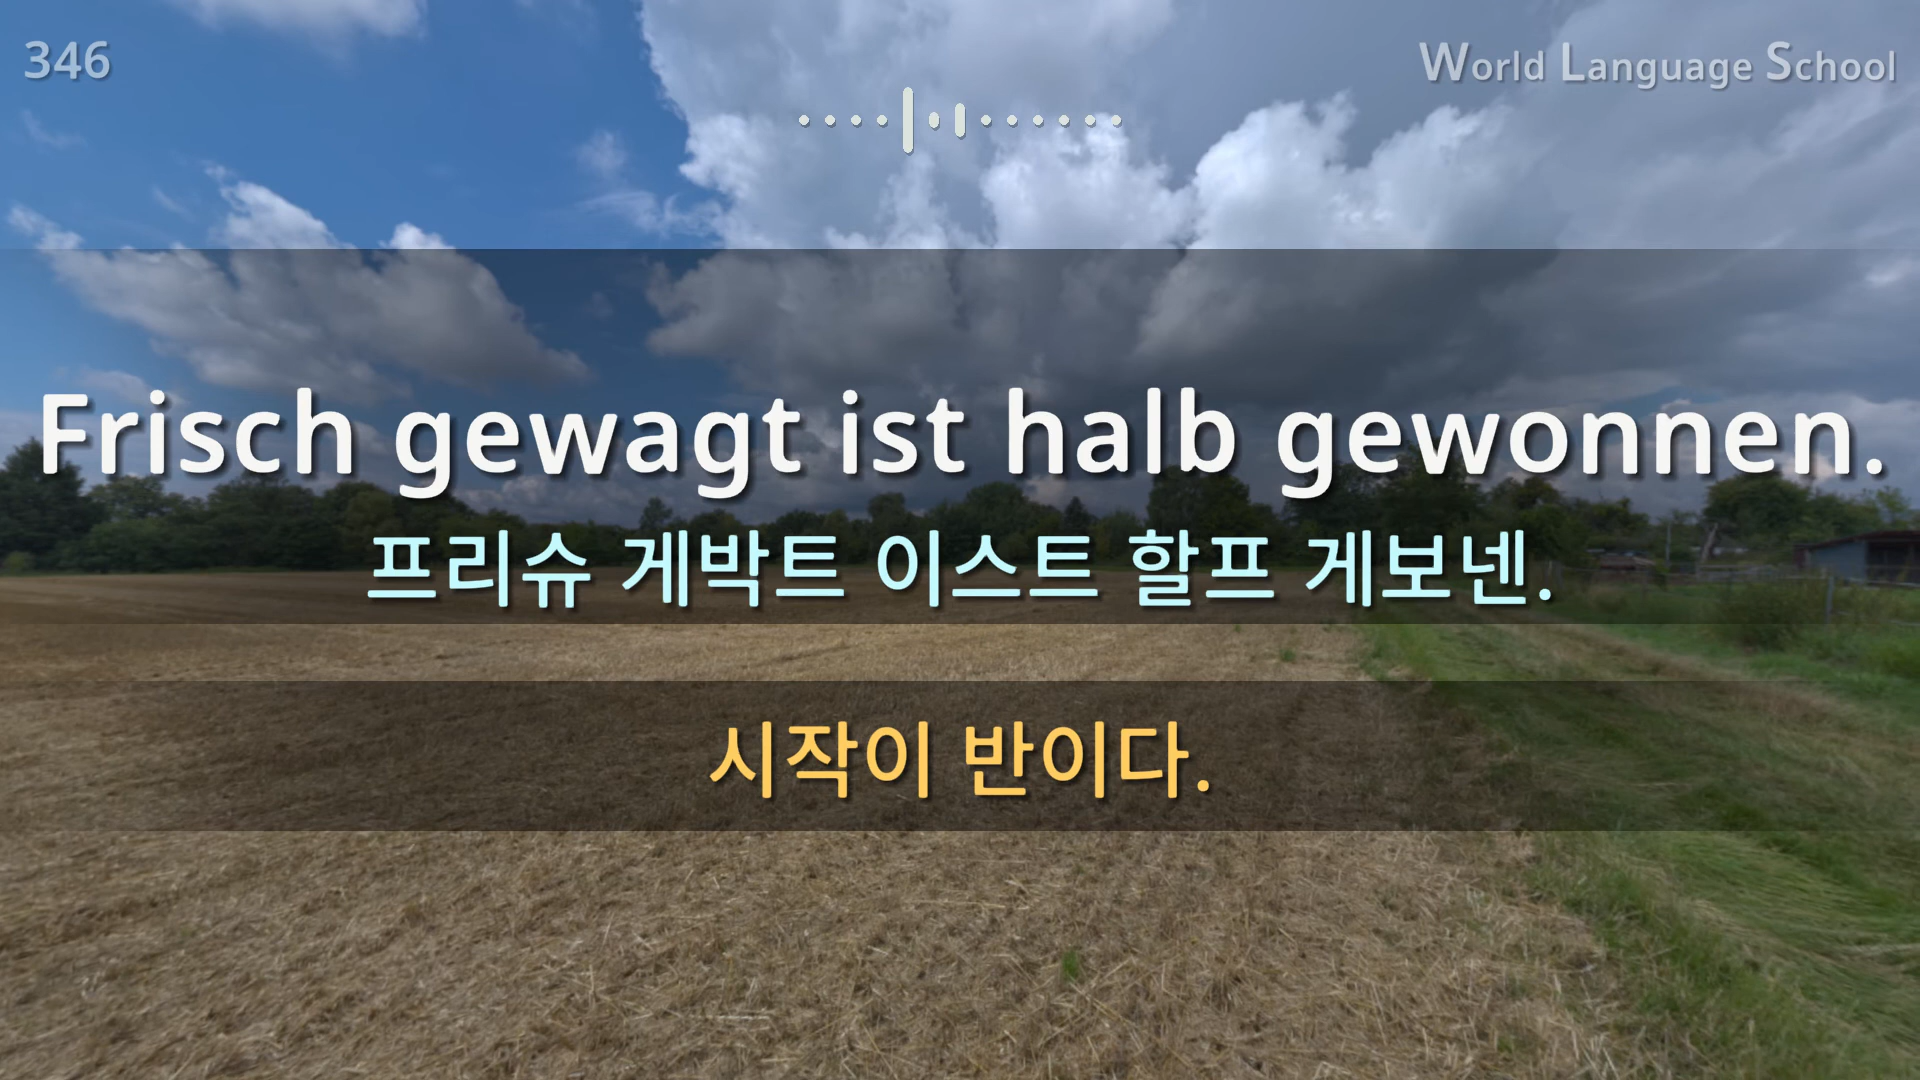 346
World Language School
Frisch gewagt ist halb gewonnen.
프리슈 게박트 이스트 할프 게보넨.
시작이 반이다.